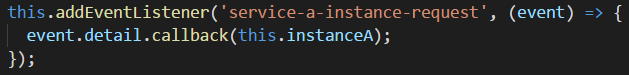 this.addEventListener('service-a-instance-request', (event) => {
  event.detail.callback(this.instanceA);
});